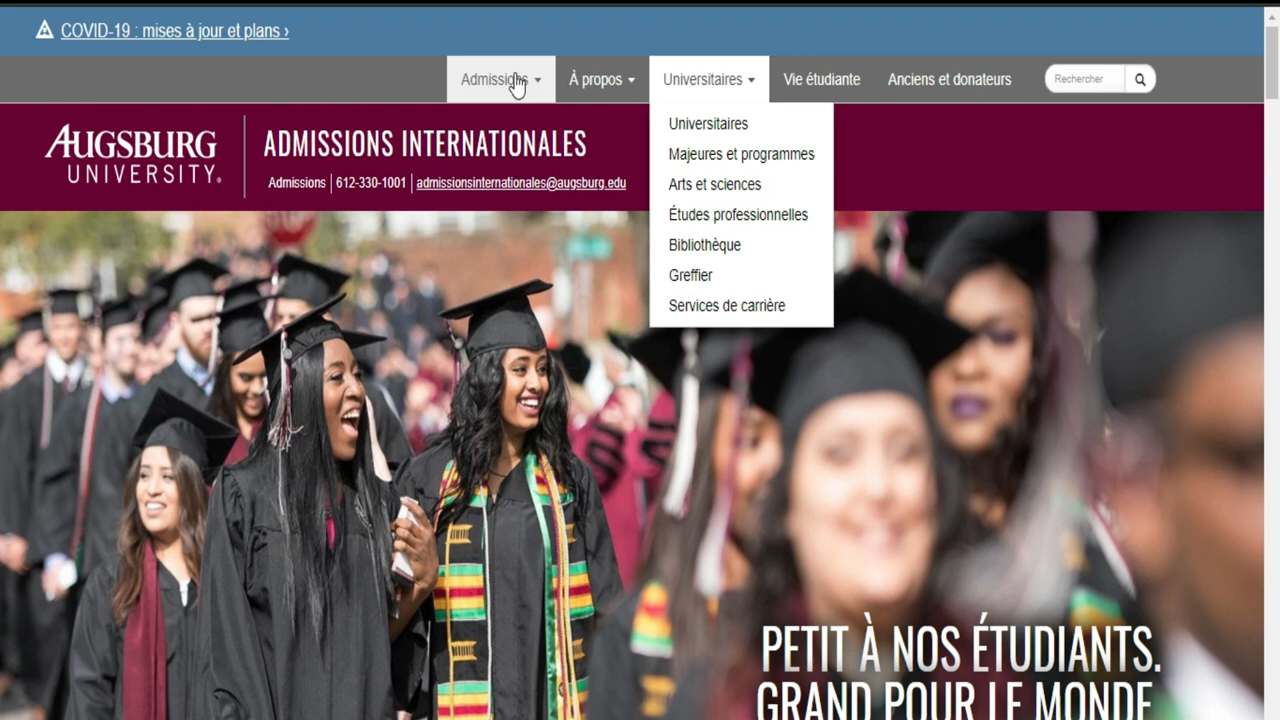 COVID-19 : mises à jour et plans ›
Admissions À propos Universitaires Vie étudiante Anciens et donateurs Rechercher
AUGSBURG
UNIVERSITY.
ADMISSIONS INTERNATIONALES
Admissions | 612-330-1001 | admissionsinternationales@augsburg.edu
Universitaires
Majeures et programmes
Arts et sciences
Études professionnelles
Bibliothèque
Greffier
Services de carrière
PETIT À NOS ÉTUDIANTS.
GRAND POUR LE MONDE